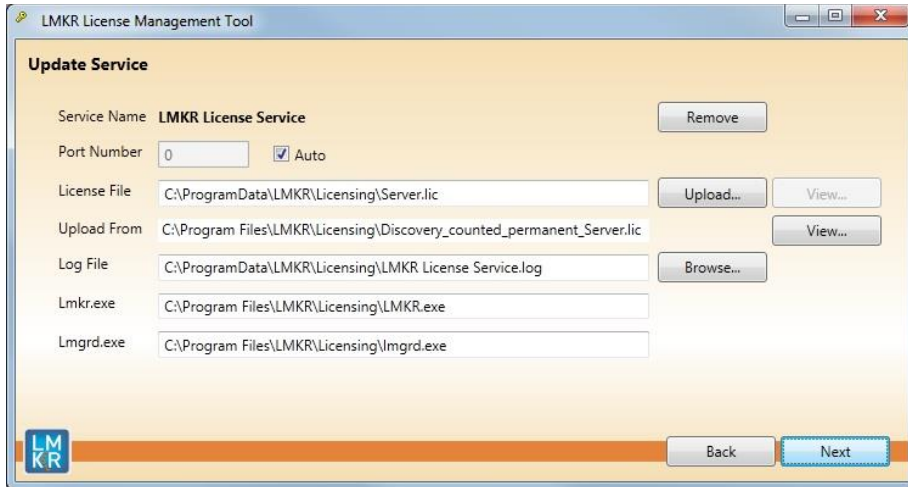 LMKR License Management Tool
Update Service
Service Name LMKR License Service Remove
Port Number 0 Auto
License File C:\ProgramData\LMKR\Licensing\Server.lic Upload... View...
Upload From C:\Program Files\LMKR\Licensing\Discovery_counted_permanent_Server.lic View...
Log File C:\ProgramData\LMKR\Licensing\LMKR License Service.log Browse...
Lmkr.exe C:\Program Files\LMKR\Licensing\LMKR.exe
Lmgrd.exe C:\Program Files\LMKR\Licensing\lmgrd.exe
LM
KR
Back Next